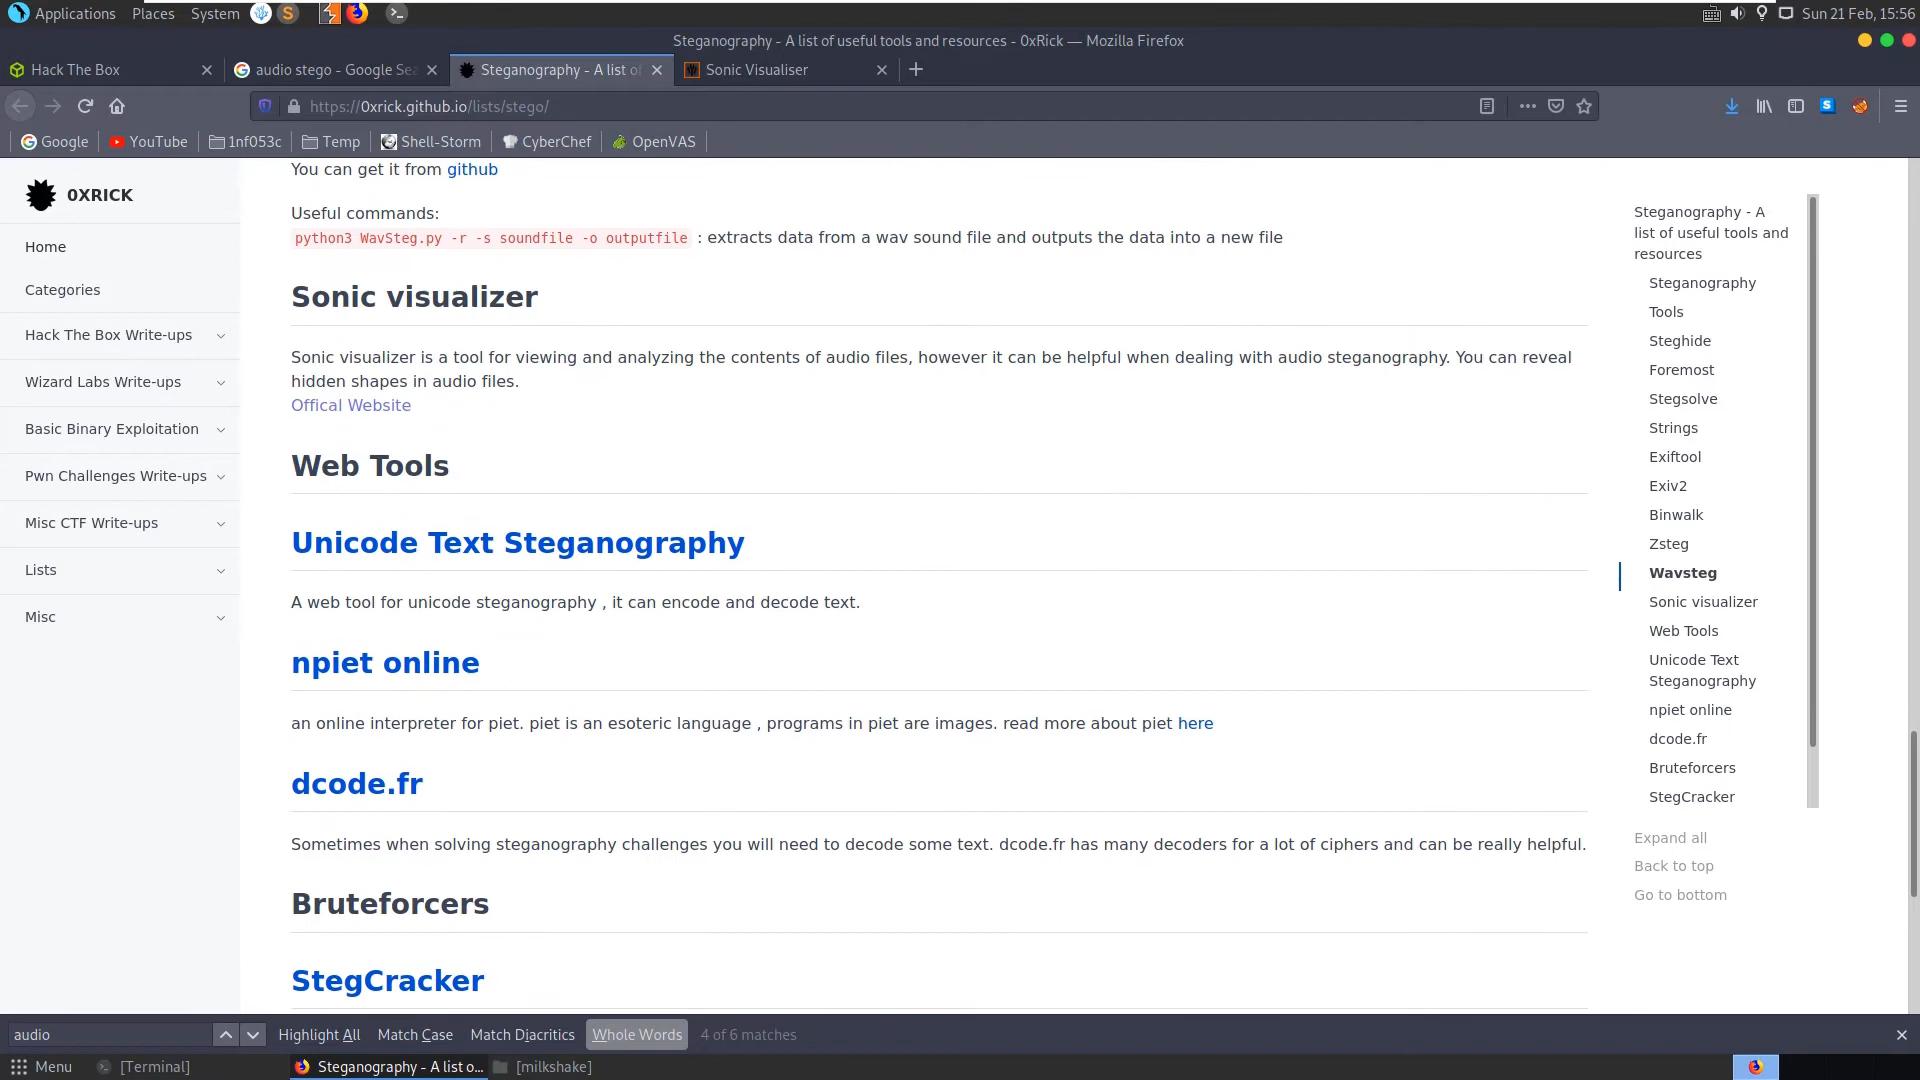 Applications Places System Sun 21 Feb, 15:56
Steganography - A list of useful tools and resources - 0xRick — Mozilla Firefox
Hack The Box audio stego - Google Sea Steganography - A list of Sonic Visualiser
https://0xrick.github.io/lists/stego/
Google YouTube 1nf053c Temp Shell-Storm CyberChef OpenVAS
0XRICK
Home
Categories
Hack The Box Write-ups
Wizard Labs Write-ups
Basic Binary Exploitation
Pwn Challenges Write-ups
Misc CTF Write-ups
Lists
Misc
You can get it from github
Useful commands:
python3 WavSteg.py -r -s soundfile -o outputfile : extracts data from a wav sound file and outputs the data into a new file
Sonic visualizer
Sonic visualizer is a tool for viewing and analyzing the contents of audio files, however it can be helpful when dealing with audio steganography. You can reveal
hidden shapes in audio files.
Offical Website
Web Tools
Unicode Text Steganography
A web tool for unicode steganography , it can encode and decode text.
npiet online
an online interpreter for piet. piet is an esoteric language , programs in piet are images. read more about piet here
dcode.fr
Sometimes when solving steganography challenges you will need to decode some text. dcode.fr has many decoders for a lot of ciphers and can be really helpful.
Bruteforcers
StegCracker
Steganography - A
list of useful tools and
resources
Steganography
Tools
Steghide
Foremost
Stegsolve
Strings
Exiftool
Exiv2
Binwalk
Zsteg
Wavsteg
Sonic visualizer
Web Tools
Unicode Text
Steganography
npiet online
dcode.fr
Bruteforcers
StegCracker
Expand all
Back to top
Go to bottom
audio Highlight All Match Case Match Diacritics Whole Words 4 of 6 matches
Menu [Terminal] Steganography - A list o... [milkshake]